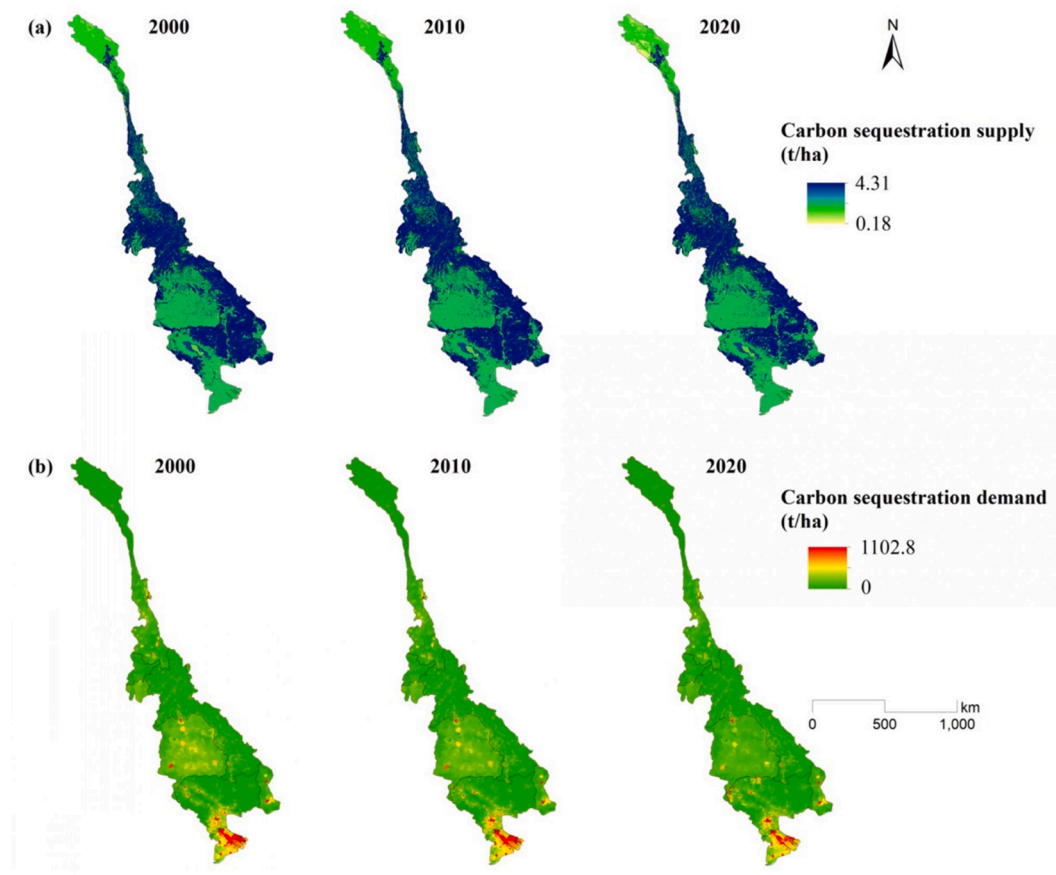 (a) 2000 2010 2020 N
Carbon sequestration supply
(t/ha)
4.31
0.18
(b) 2000 2010 2020
Carbon sequestration demand
(t/ha)
1102.8
0
km
0 500 1,000